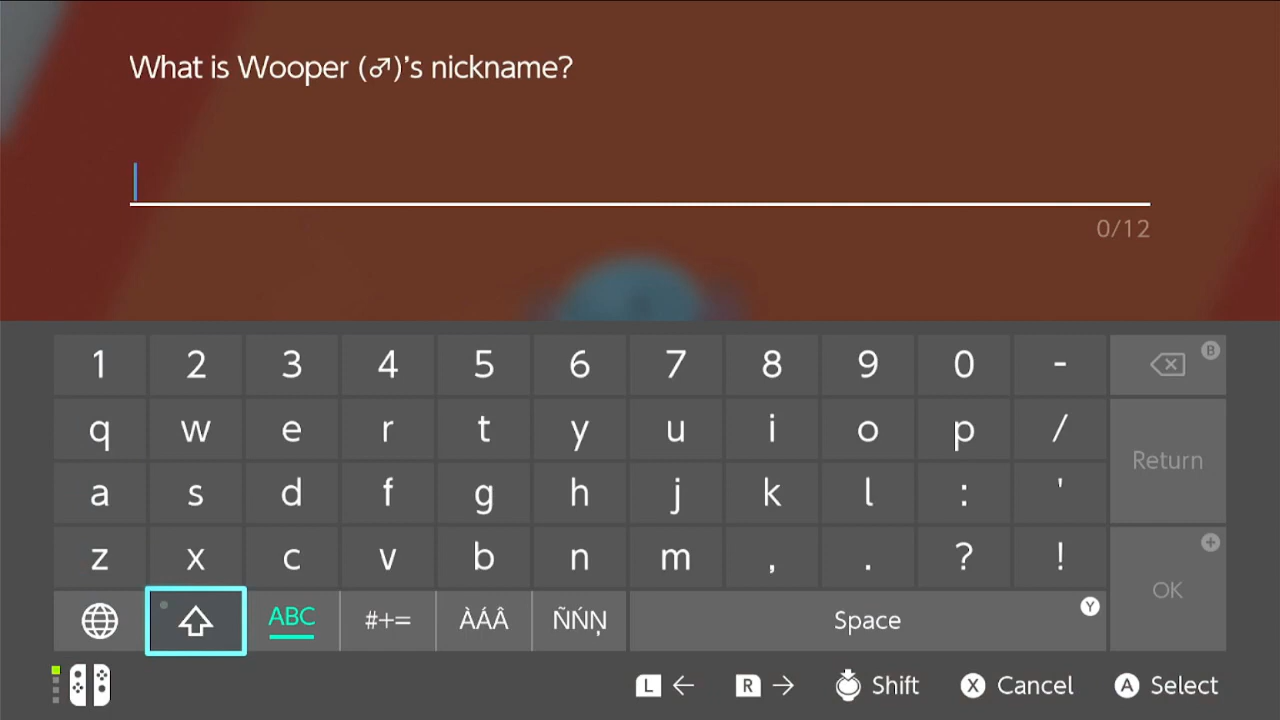 What is Wooper (♂)'s nickname?
0/12
1 2 3 4 5 6 7 8 9 0 - B
q w e r t y u i o p /
Return
a s d f g h j k l : '
z x c v b n m , . ? ! +
OK
ABC #+= ÀÁÂ ÑŃŅ Space Y
L ← R → Shift X Cancel A Select